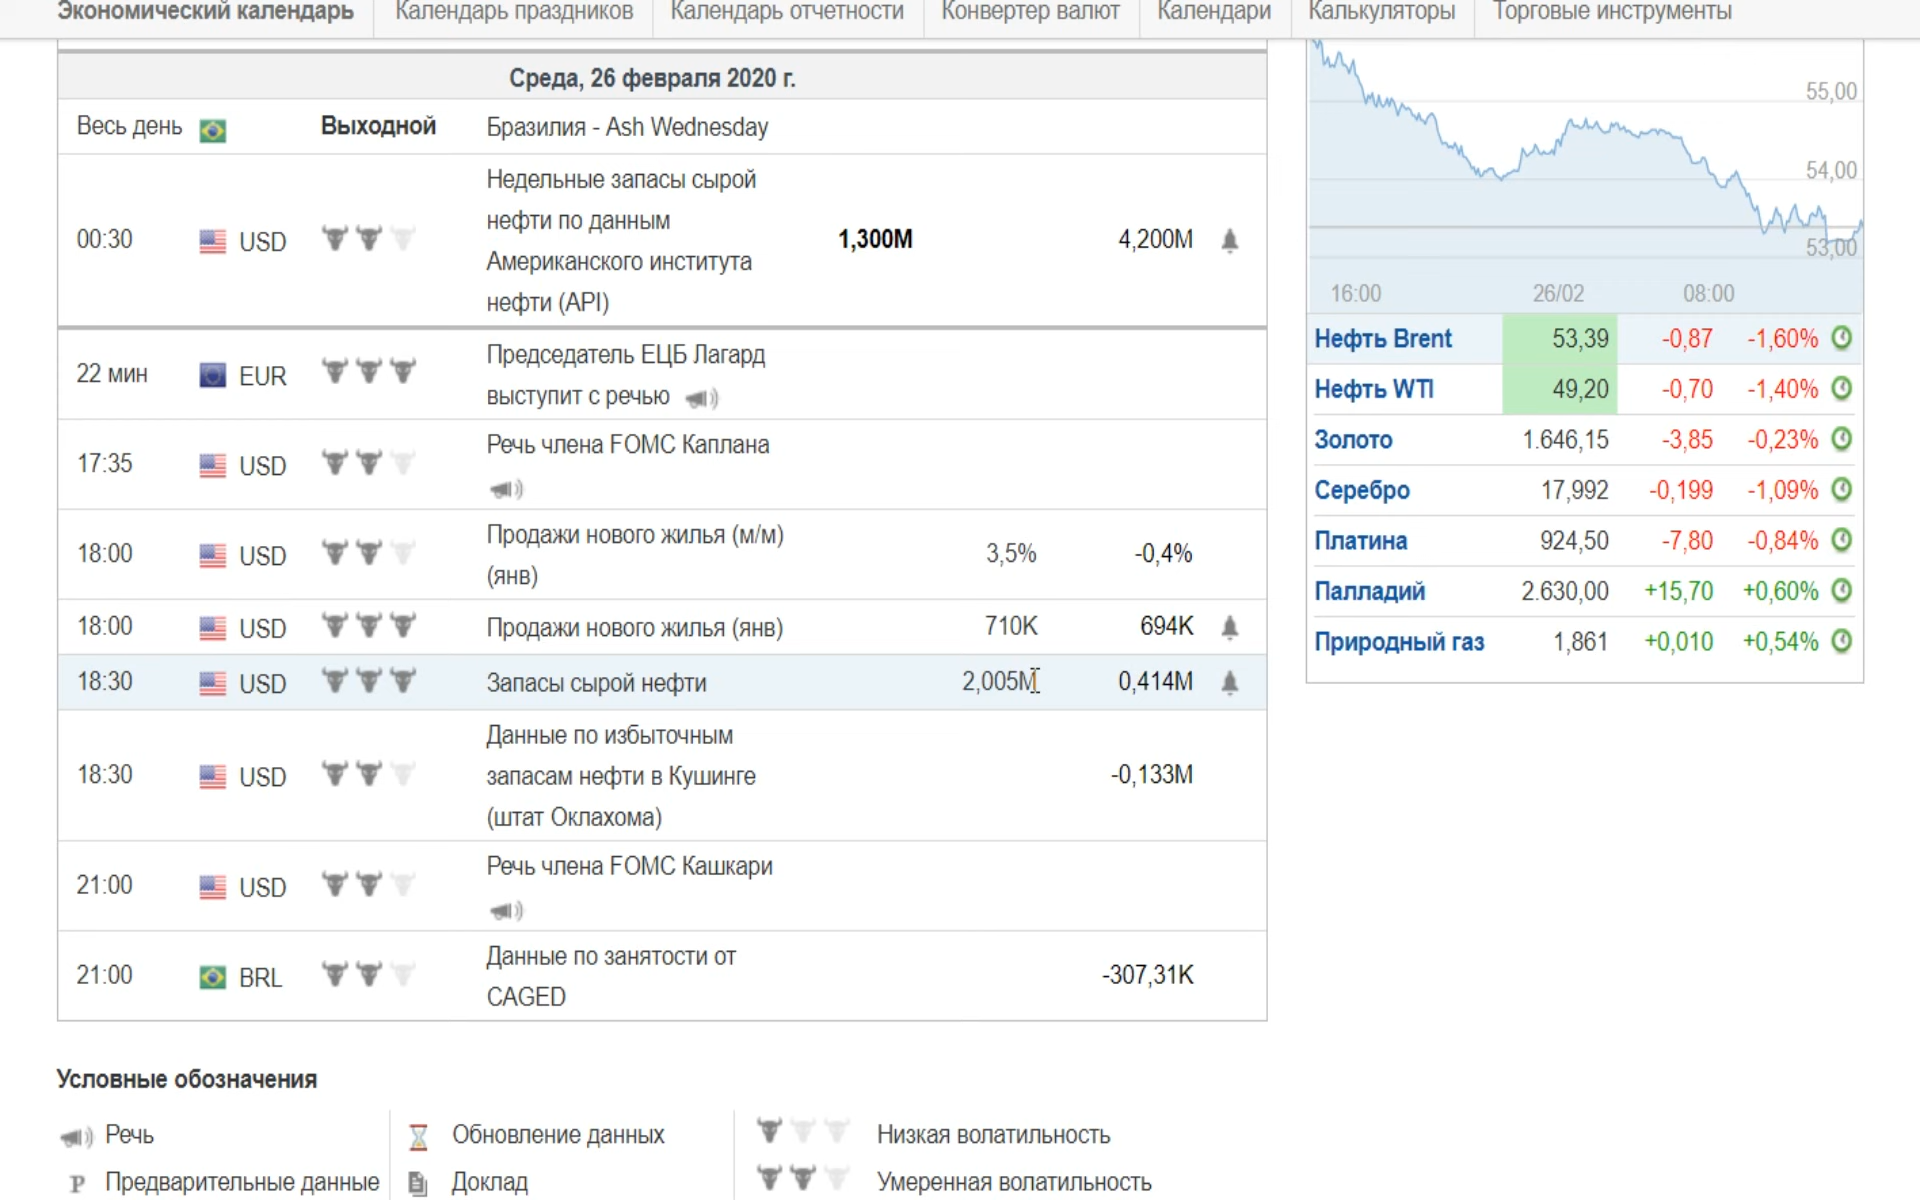 Экономический календарь Календарь праздников Календарь отчетности Конвертер валют Календари Калькуляторы Торговые инструменты
Среда, 26 февраля 2020 г.
Весь день Выходной Бразилия - Ash Wednesday
Недельные запасы сырой
нефти по данным
00:30 USD 1,300M 4,200M
Американского института
нефти (API)
Председатель ЕЦБ Лагард
22 мин EUR
выступит с речью
Речь члена FOMC Каплана
17:35 USD
Продажи нового жилья (м/м)
18:00 USD 3,5% -0,4%
(янв)
18:00 USD Продажи нового жилья (янв) 710K 694K
18:30 USD Запасы сырой нефти 2,005M 0,414M
Данные по избыточным
18:30 USD запасам нефти в Кушинге -0,133M
(штат Оклахома)
Речь члена FOMC Кашкари
21:00 USD
Данные по занятости от
21:00 BRL -307,31K
CAGED
55,00
54,00
53,00
16:00 26/02 08:00
Нефть Brent 53,39 -0,87 -1,60%
Нефть WTI 49,20 -0,70 -1,40%
Золото 1.646,15 -3,85 -0,23%
Серебро 17,992 -0,199 -1,09%
Платина 924,50 -7,80 -0,84%
Палладий 2.630,00 +15,70 +0,60%
Природный газ 1,861 +0,010 +0,54%
Условные обозначения
Речь Обновление данных Низкая волатильность
P Предварительные данные Доклад Умеренная волатильность